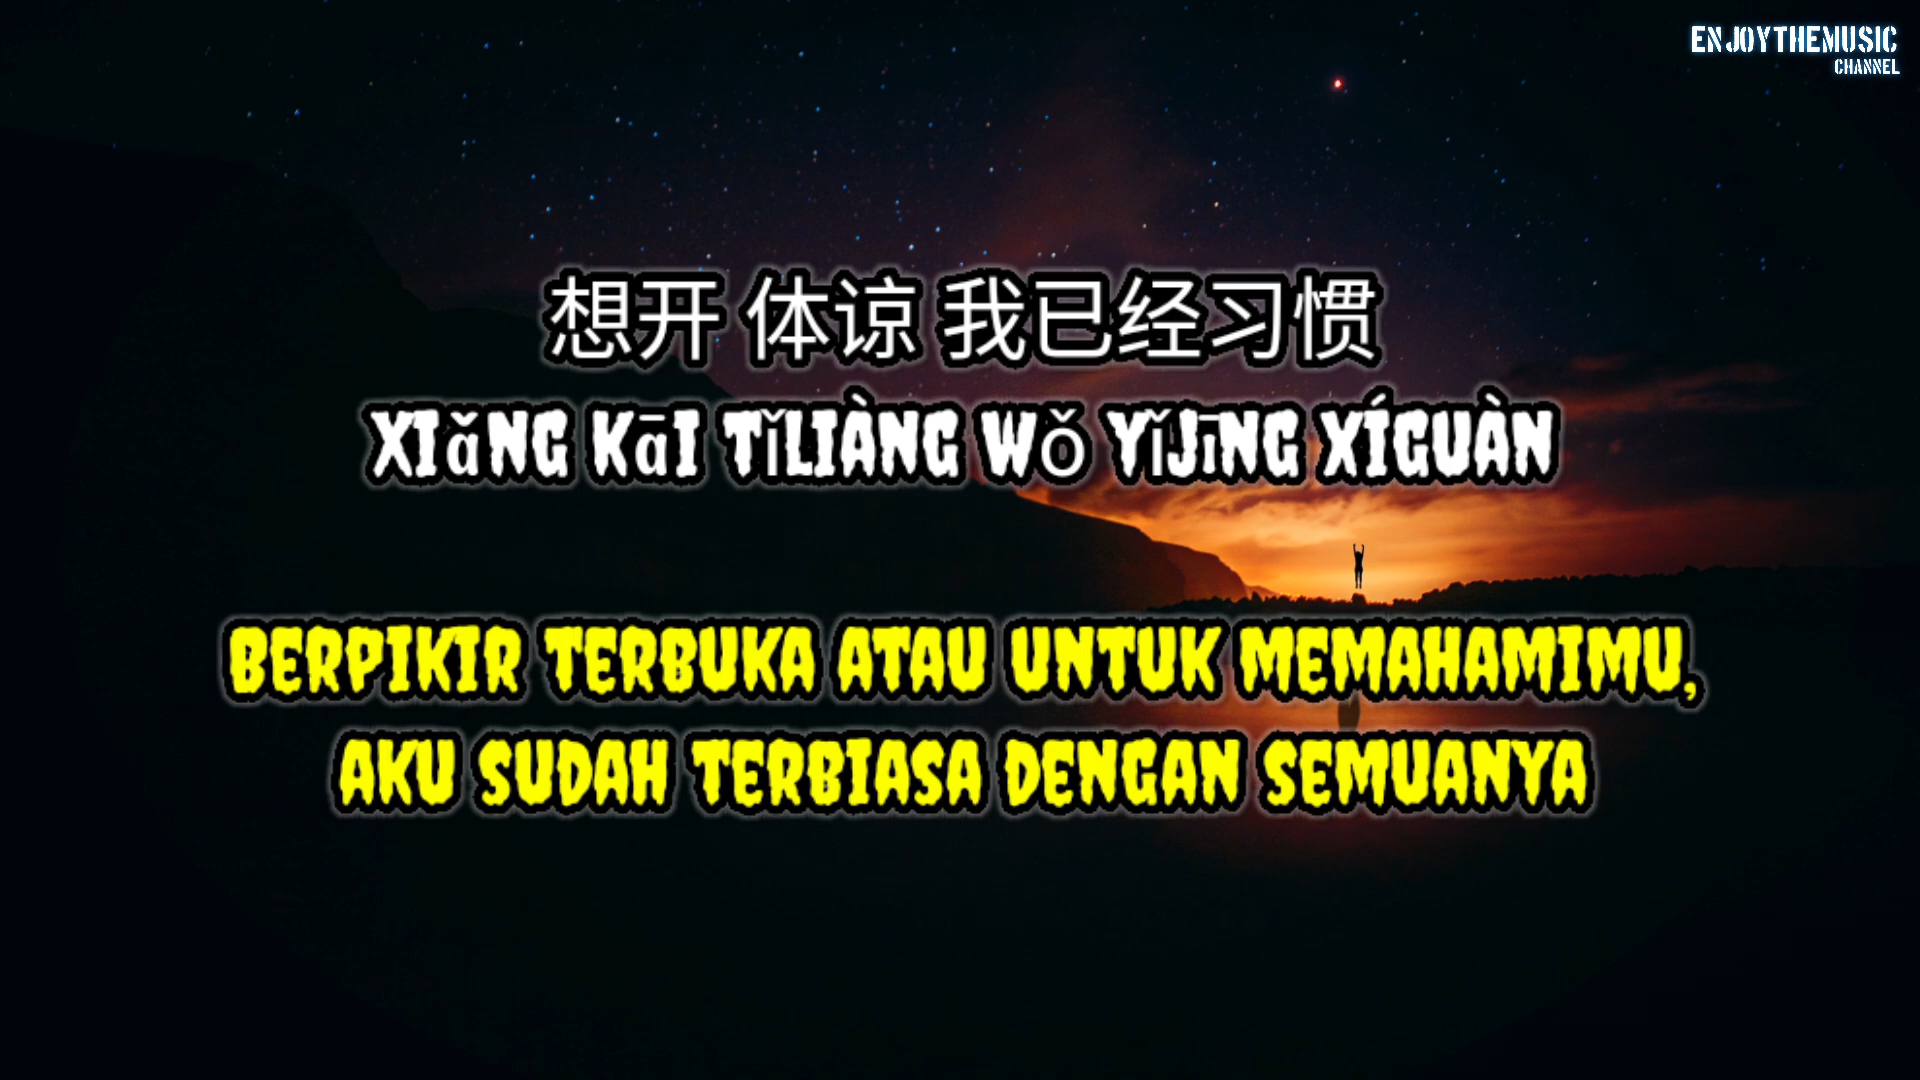 ENJOYTHEMUSIC
CHANNEL
想开 体谅 我已经习惯
XIǎNG KāI TǏLIÀNG Wǒ YǏJīNG XÍGUÀN
BERPIKIR TERBUKA ATAU UNTUK MEMAHAMIMU,
AKU SUDAH TERBIASA DENGAN SEMUANYA